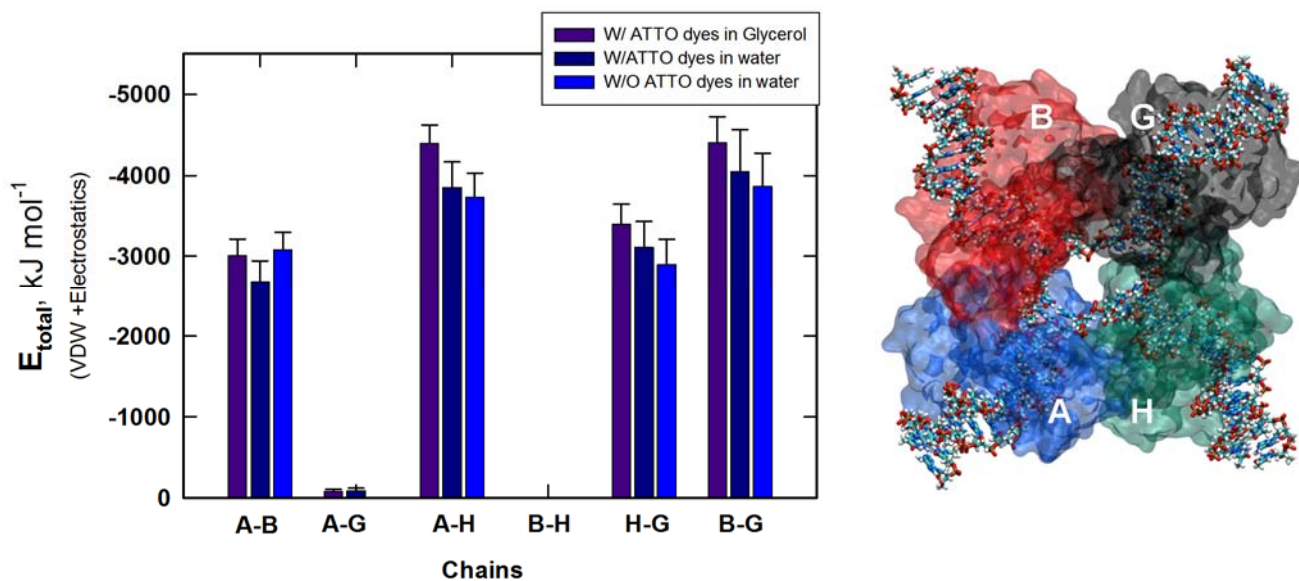 W/ ATTO dyes in Glycerol
W/ATTO dyes in water
W/O ATTO dyes in water
E_total, kJ mol⁻¹
(VDW +Electrostatics)
-5000
-4000
-3000
-2000
-1000
0
A-B A-G A-H B-H H-G B-G
Chains
B G
A H